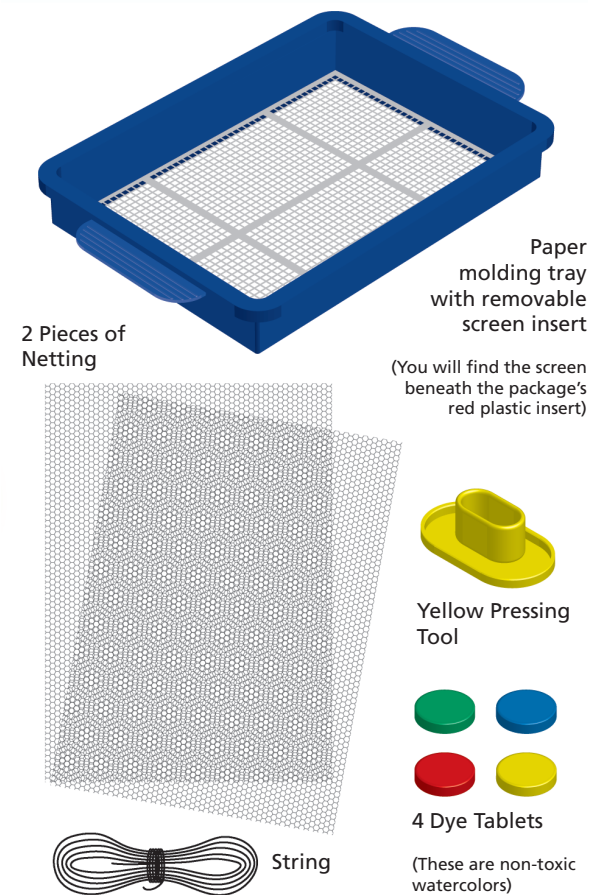 Paper
molding tray
with removable
screen insert
(You will find the screen
beneath the package's
red plastic insert)
2 Pieces of
Netting
Yellow Pressing
Tool
4 Dye Tablets
(These are non-toxic
watercolors)
String